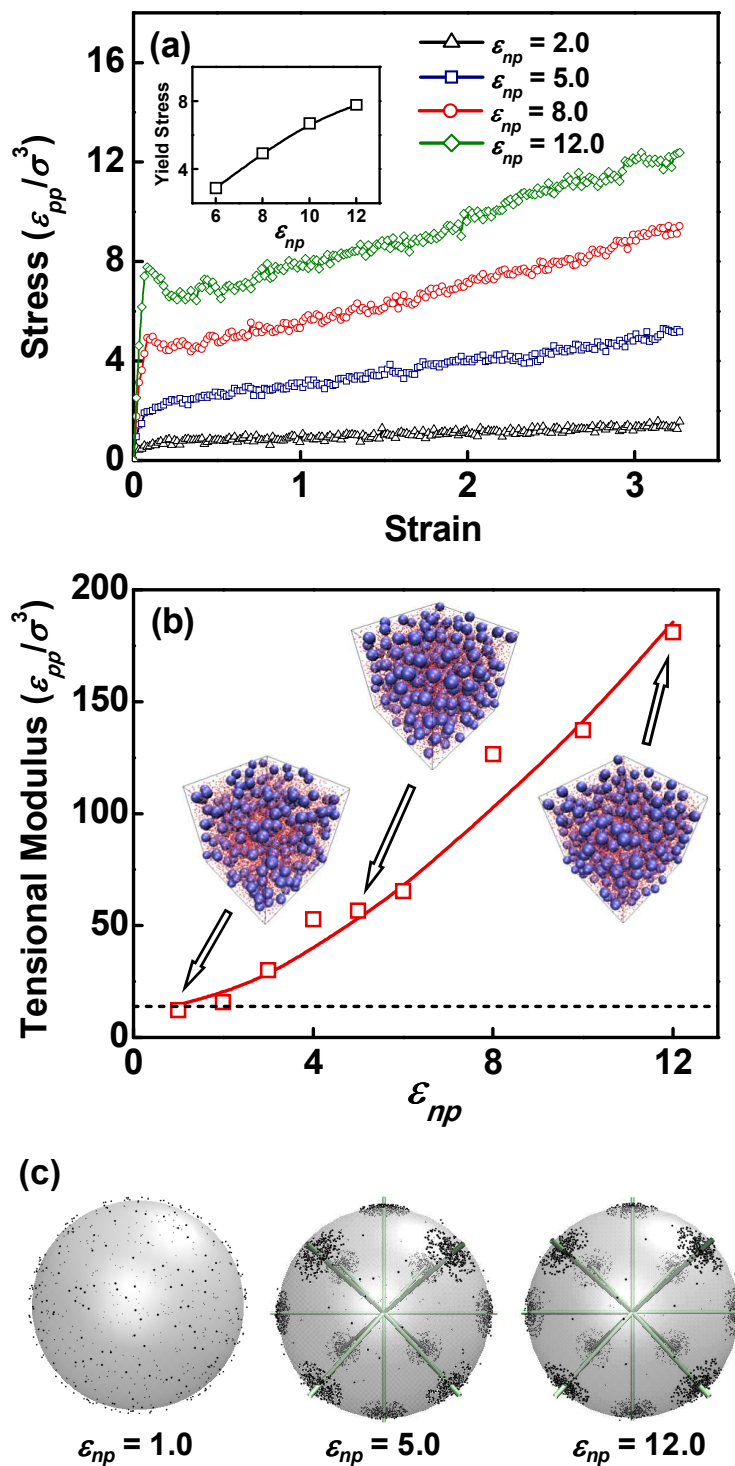 (a)
16
12
8
4
0
Stress (ε_pp/σ³)
0 1 2 3
Strain
ε_np = 2.0
ε_np = 5.0
ε_np = 8.0
ε_np = 12.0
Yield Stress
8
4
6 8 10 12
ε_np
(b)
200
150
100
50
0
Tensional Modulus (ε_pp/σ³)
0 4 8 12
ε_np
(c)
ε_np = 1.0 ε_np = 5.0 ε_np = 12.0